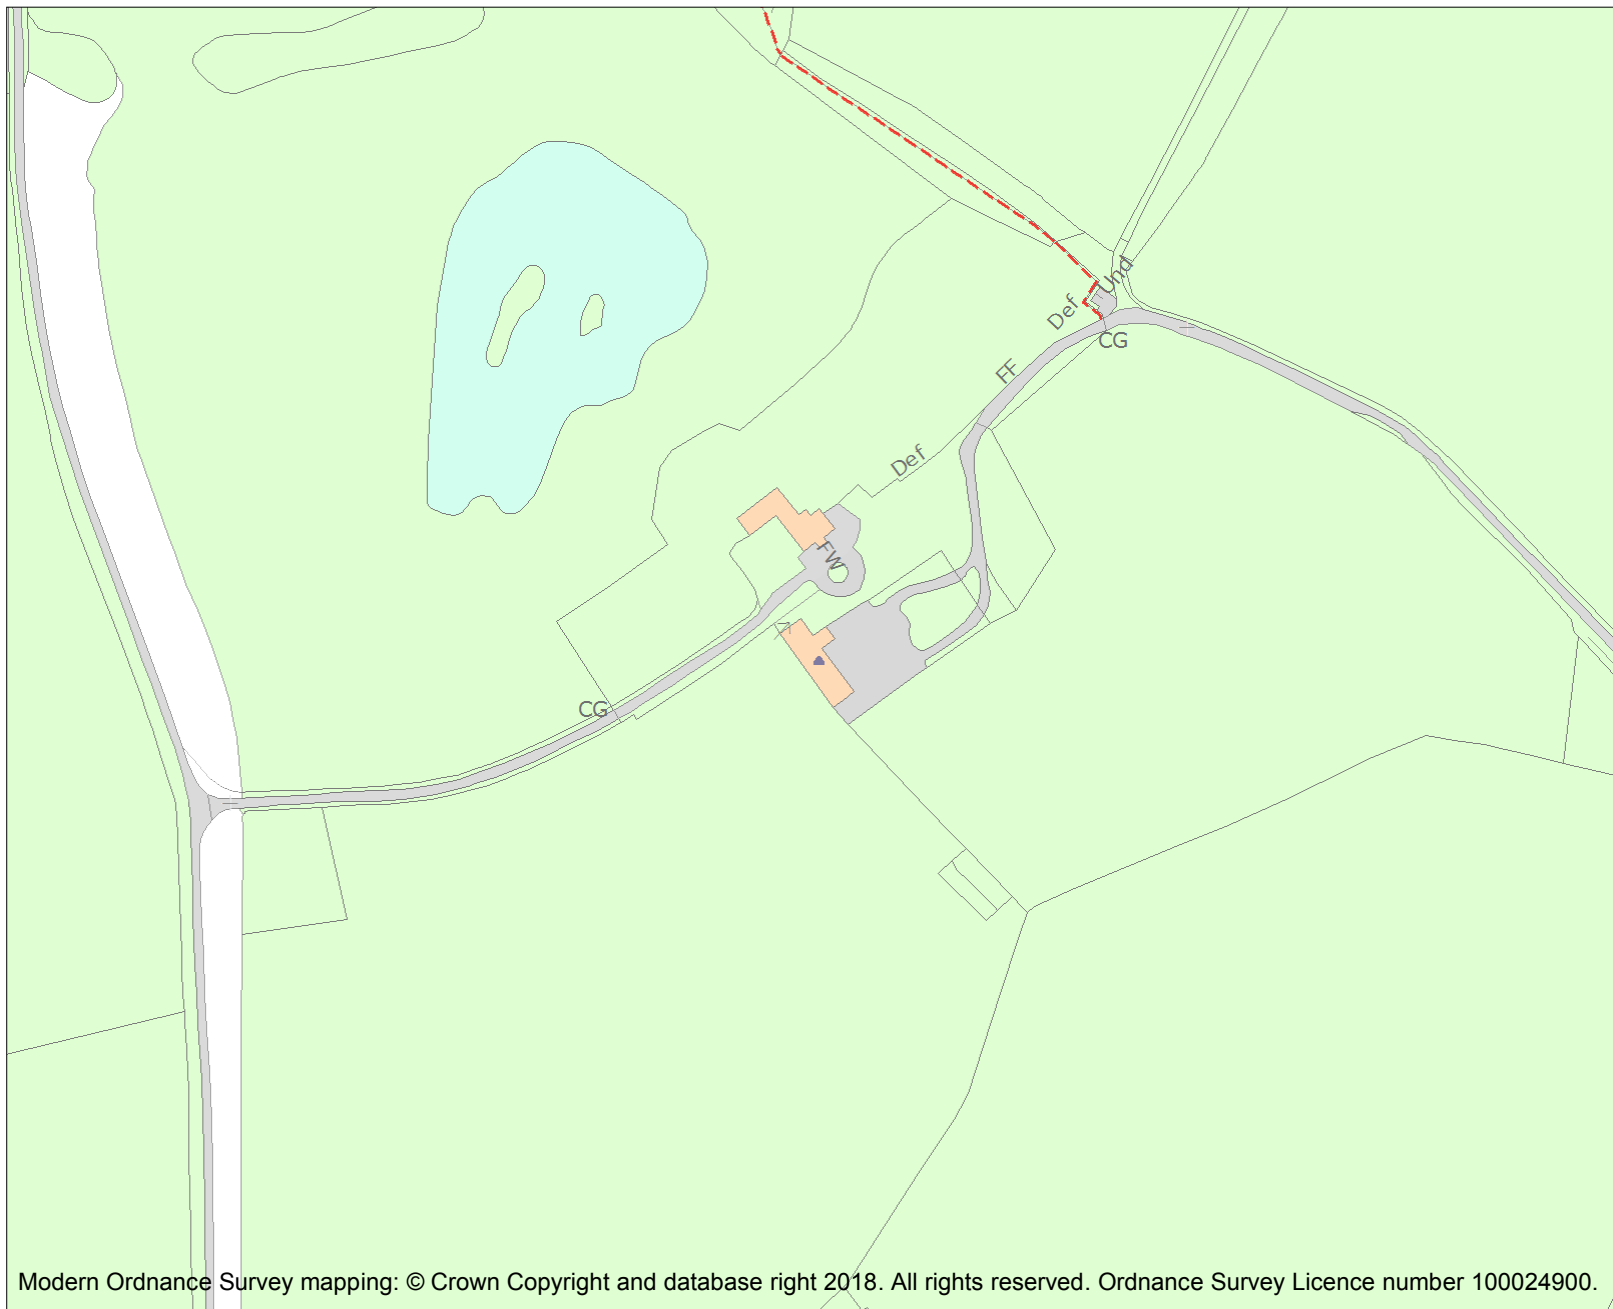 Und
Def
CG
FF
Def
FW
CG
Modern Ordnance Survey mapping: © Crown Copyright and database right 2018. All rights reserved. Ordnance Survey Licence number 100024900.